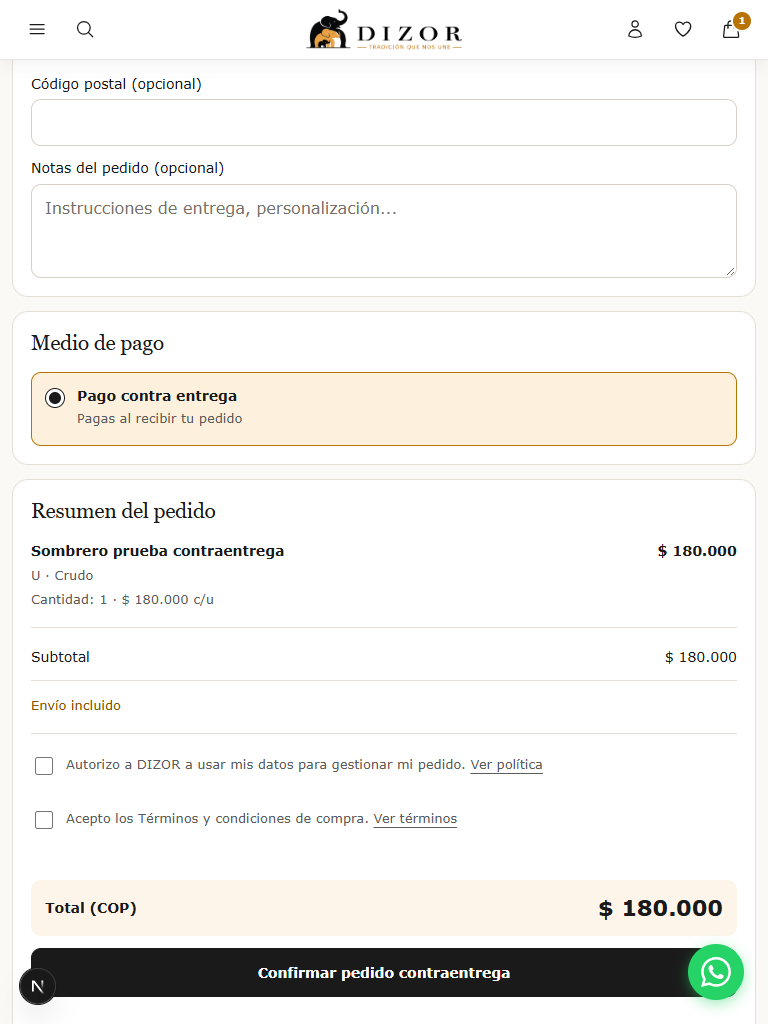 DIZOR
TRADICIÓN QUE NOS UNE
1
Código postal (opcional)
Notas del pedido (opcional)
Instrucciones de entrega, personalización...
Medio de pago
Pago contra entrega
Pagas al recibir tu pedido
Resumen del pedido
Sombrero prueba contraentrega $ 180.000
U · Crudo
Cantidad: 1 · $ 180.000 c/u
Subtotal $ 180.000
Envío incluido
Autorizo a DIZOR a usar mis datos para gestionar mi pedido. Ver política
Acepto los Términos y condiciones de compra. Ver términos
Total (COP) $ 180.000
Confirmar pedido contraentrega
N